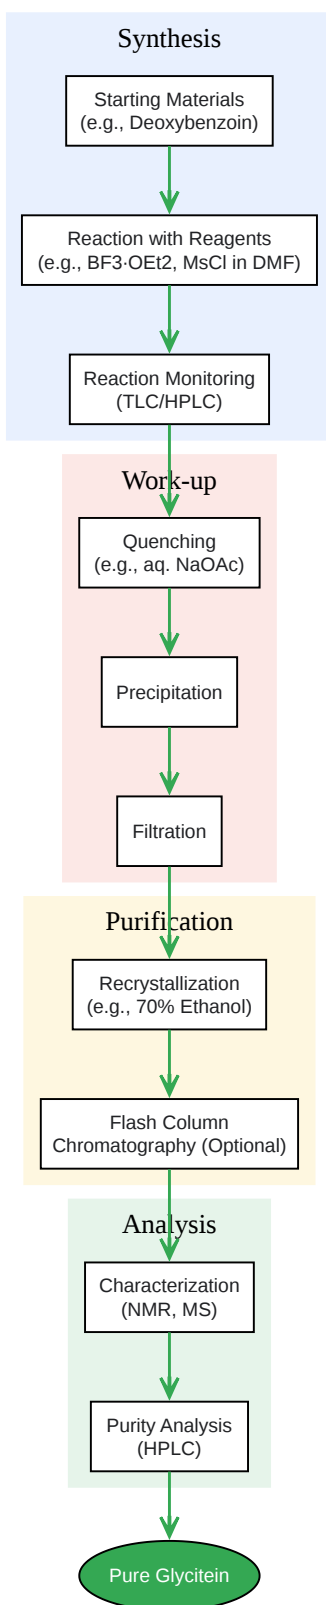 Synthesis
Starting Materials
(e.g., Deoxybenzoin)
Reaction with Reagents
(e.g., BF3·OEt2, MsCl in DMF)
Reaction Monitoring
(TLC/HPLC)
Work-up
Quenching
(e.g., aq. NaOAc)
Precipitation
Filtration
Purification
Recrystallization
(e.g., 70% Ethanol)
Flash Column
Chromatography (Optional)
Analysis
Characterization
(NMR, MS)
Purity Analysis
(HPLC)
Pure Glycitein